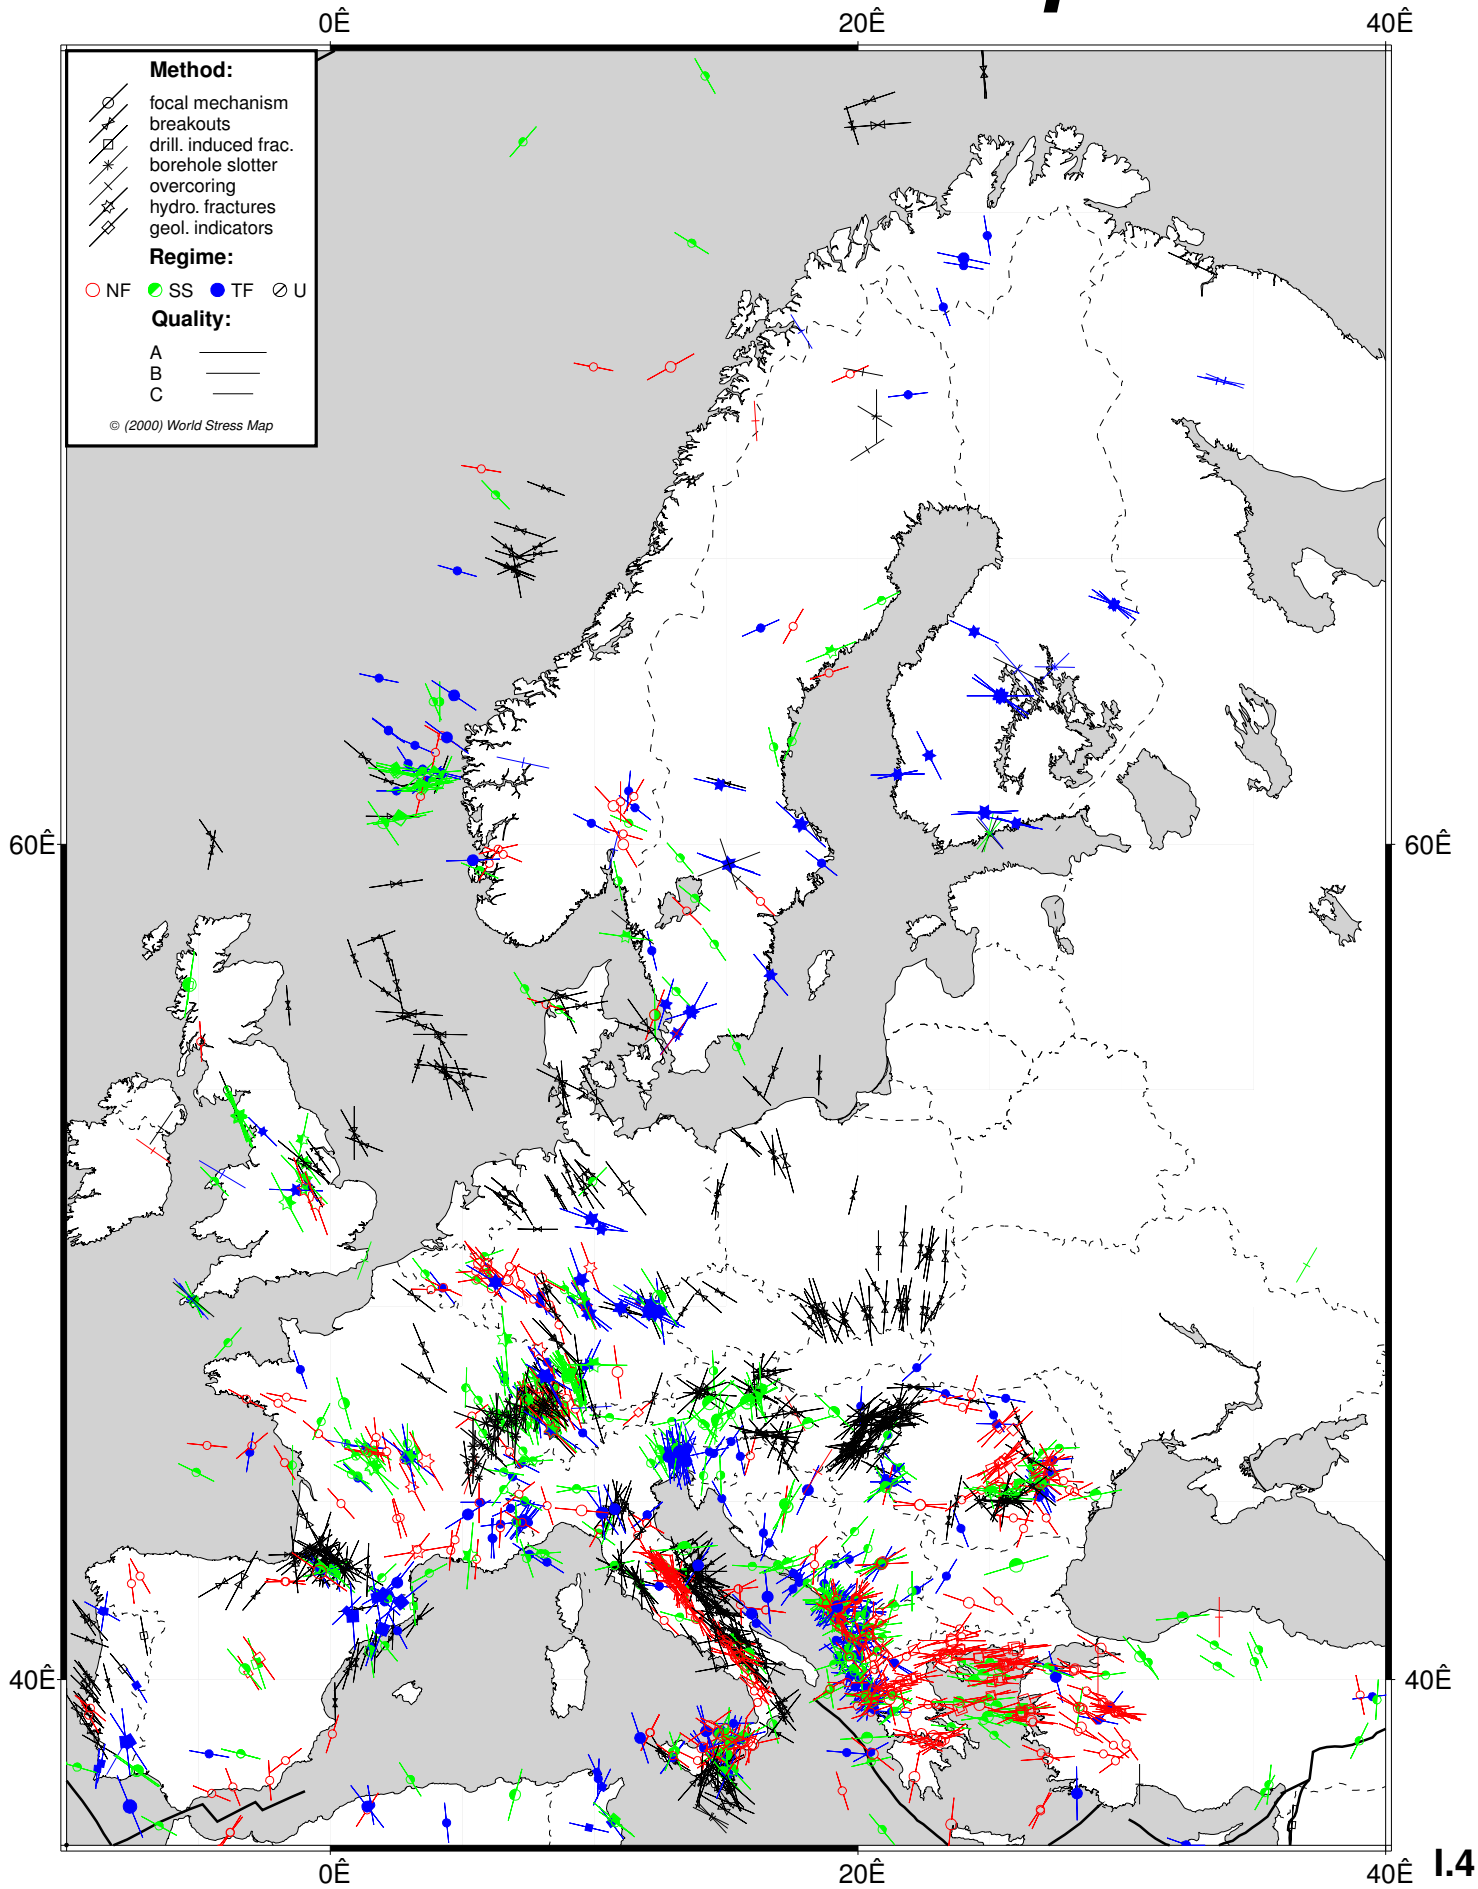 0Ê 20Ê 40Ê
Method:
focal mechanism
breakouts
drill. induced frac.
borehole slotter
overcoring
hydro. fractures
geol. indicators
Regime:
NF SS TF U
Quality:
A
B
C
© (2000) World Stress Map
60Ê 60Ê
40Ê 40Ê
0Ê 20Ê 40Ê
I.4